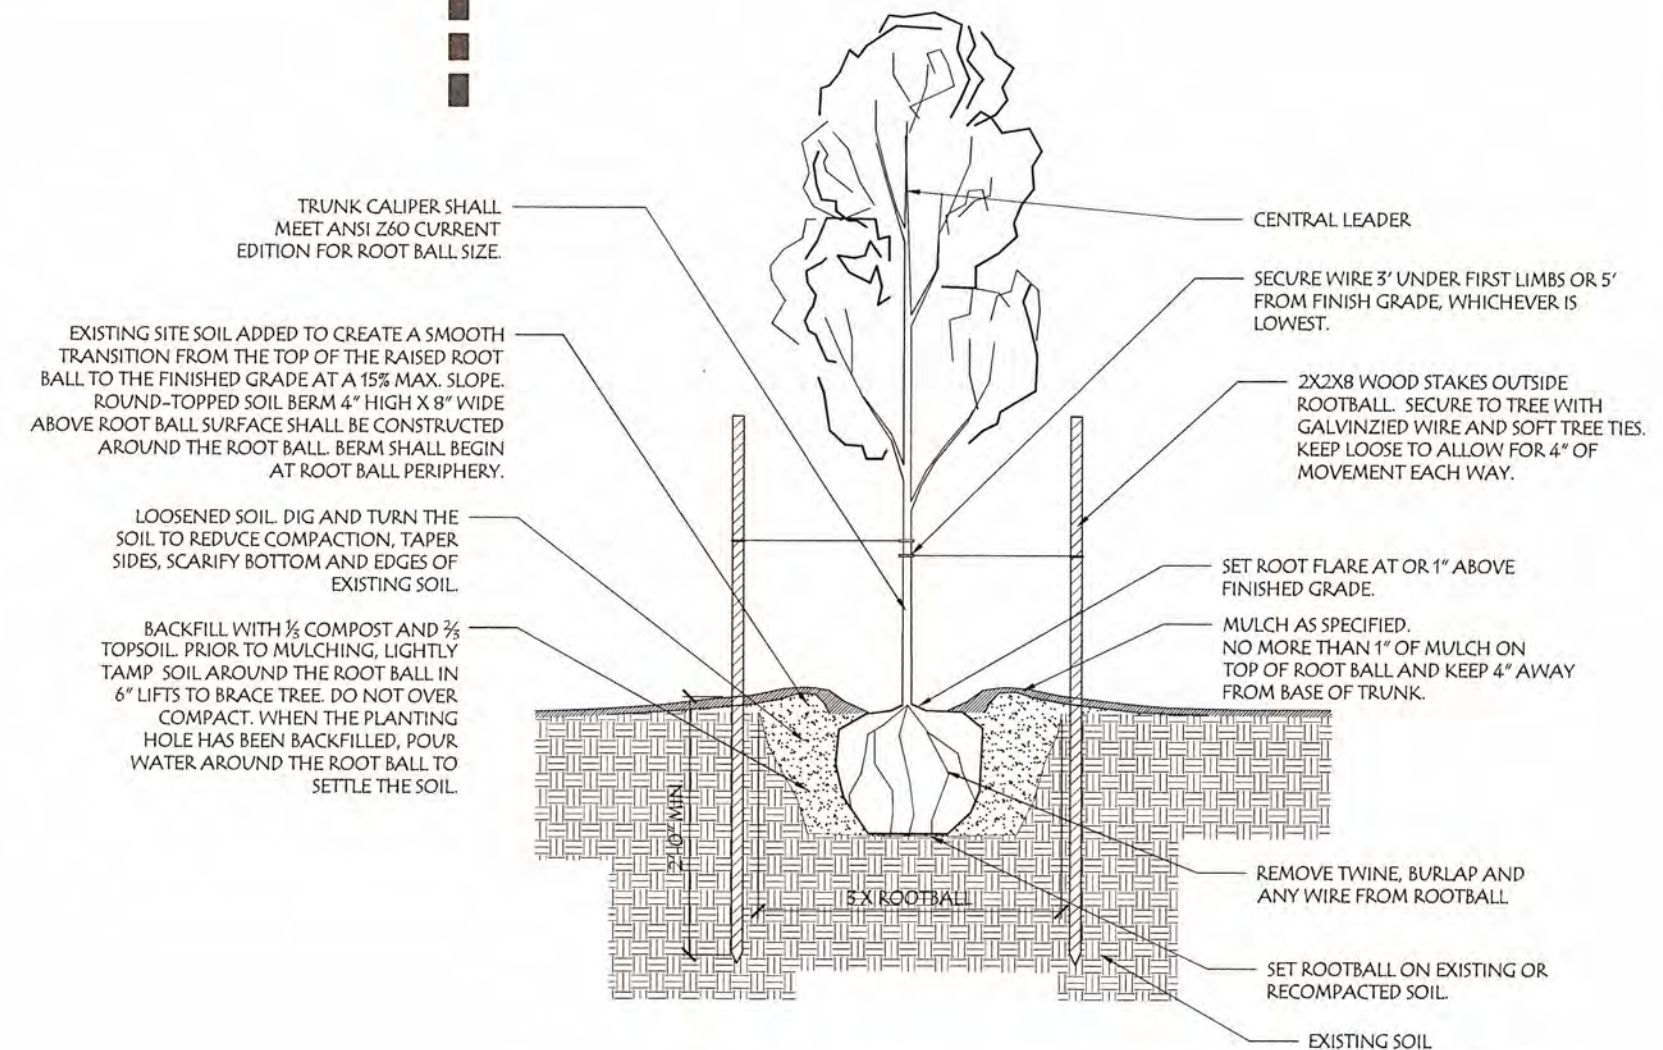 TRUNK CALIPER SHALL
MEET ANSI Z60 CURRENT
EDITION FOR ROOT BALL SIZE.
EXISTING SITE SOIL ADDED TO CREATE A SMOOTH
TRANSITION FROM THE TOP OF THE RAISED ROOT
BALL TO THE FINISHED GRADE AT A 15% MAX. SLOPE.
ROUND-TOPPED SOIL BERM 4" HIGH X 8" WIDE
ABOVE ROOT BALL SURFACE SHALL BE CONSTRUCTED
AROUND THE ROOT BALL. BERM SHALL BEGIN
AT ROOT BALL PERIPHERY.
LOOSENED SOIL. DIG AND TURN THE
SOIL TO REDUCE COMPACTION, TAPER
SIDES, SCARIFY BOTTOM AND EDGES OF
EXISTING SOIL.
BACKFILL WITH ⅓ COMPOST AND ⅔
TOPSOIL. PRIOR TO MULCHING, LIGHTLY
TAMP SOIL AROUND THE ROOT BALL IN
6" LIFTS TO BRACE TREE. DO NOT OVER
COMPACT. WHEN THE PLANTING
HOLE HAS BEEN BACKFILLED, POUR
WATER AROUND THE ROOT BALL TO
SETTLE THE SOIL.
2'-0" MIN
3 X ROOTBALL
CENTRAL LEADER
SECURE WIRE 3' UNDER FIRST LIMBS OR 5'
FROM FINISH GRADE, WHICHEVER IS
LOWEST.
2X2X8 WOOD STAKES OUTSIDE
ROOTBALL. SECURE TO TREE WITH
GALVINZIED WIRE AND SOFT TREE TIES.
KEEP LOOSE TO ALLOW FOR 4" OF
MOVEMENT EACH WAY.
SET ROOT FLARE AT OR 1" ABOVE
FINISHED GRADE.
MULCH AS SPECIFIED.
NO MORE THAN 1" OF MULCH ON
TOP OF ROOT BALL AND KEEP 4" AWAY
FROM BASE OF TRUNK.
REMOVE TWINE, BURLAP AND
ANY WIRE FROM ROOTBALL
SET ROOTBALL ON EXISTING OR
RECOMPACTED SOIL.
EXISTING SOIL